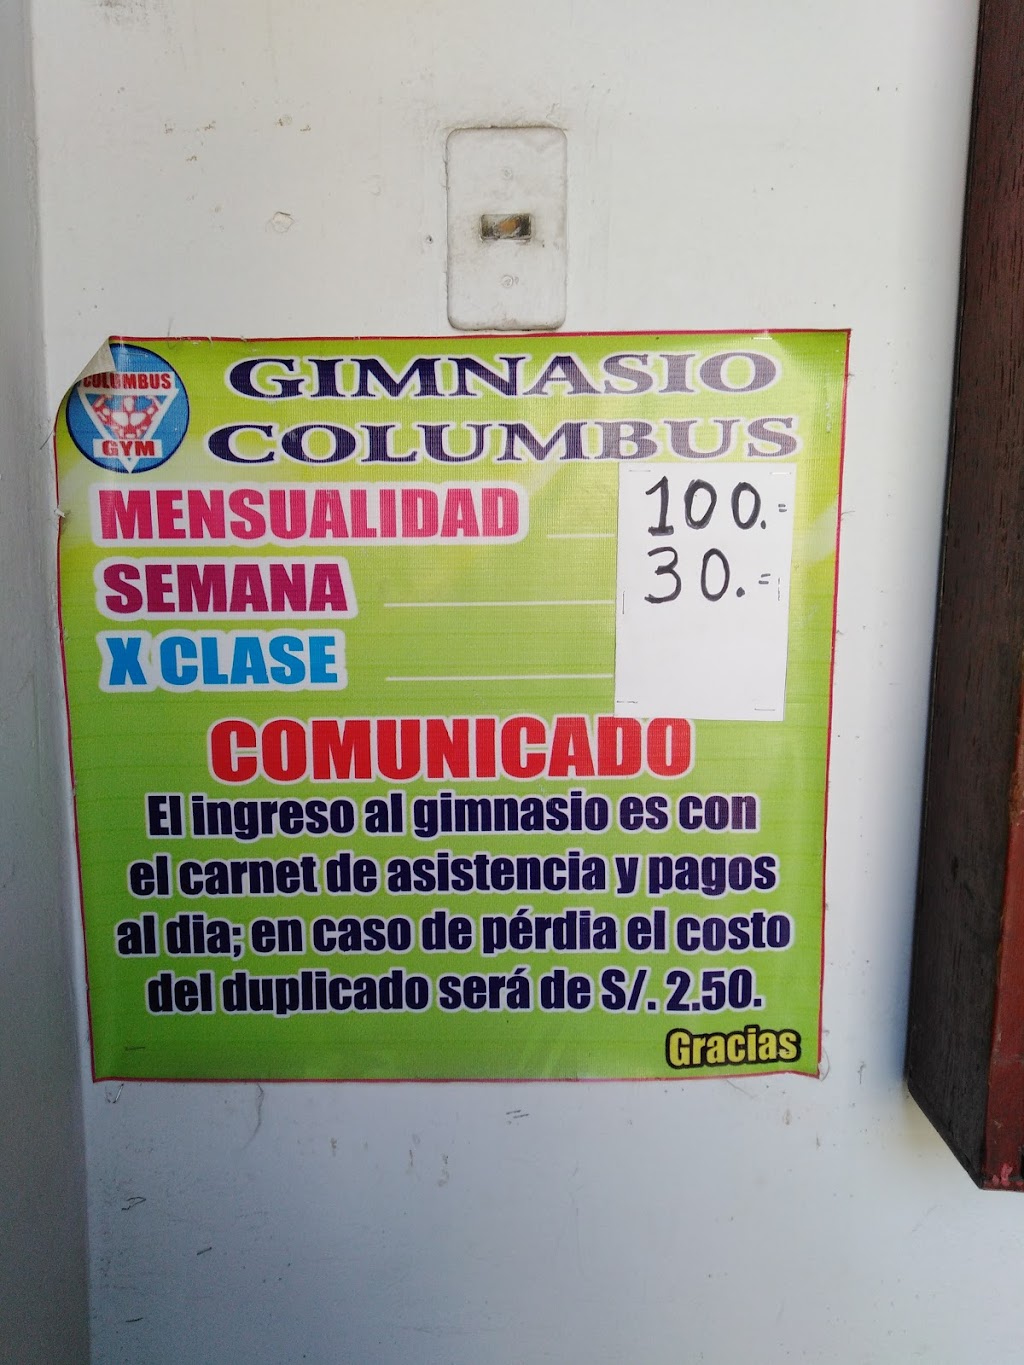 COLUMBUS
GYM
GIMNASIO
COLUMBUS
MENSUALIDAD 100.=
SEMANA 30.=
X CLASE
COMUNICADO
El ingreso al gimnasio es con
el carnet de asistencia y pagos
al dia; en caso de pérdia el costo
del duplicado será de S/. 2.50.
Gracias